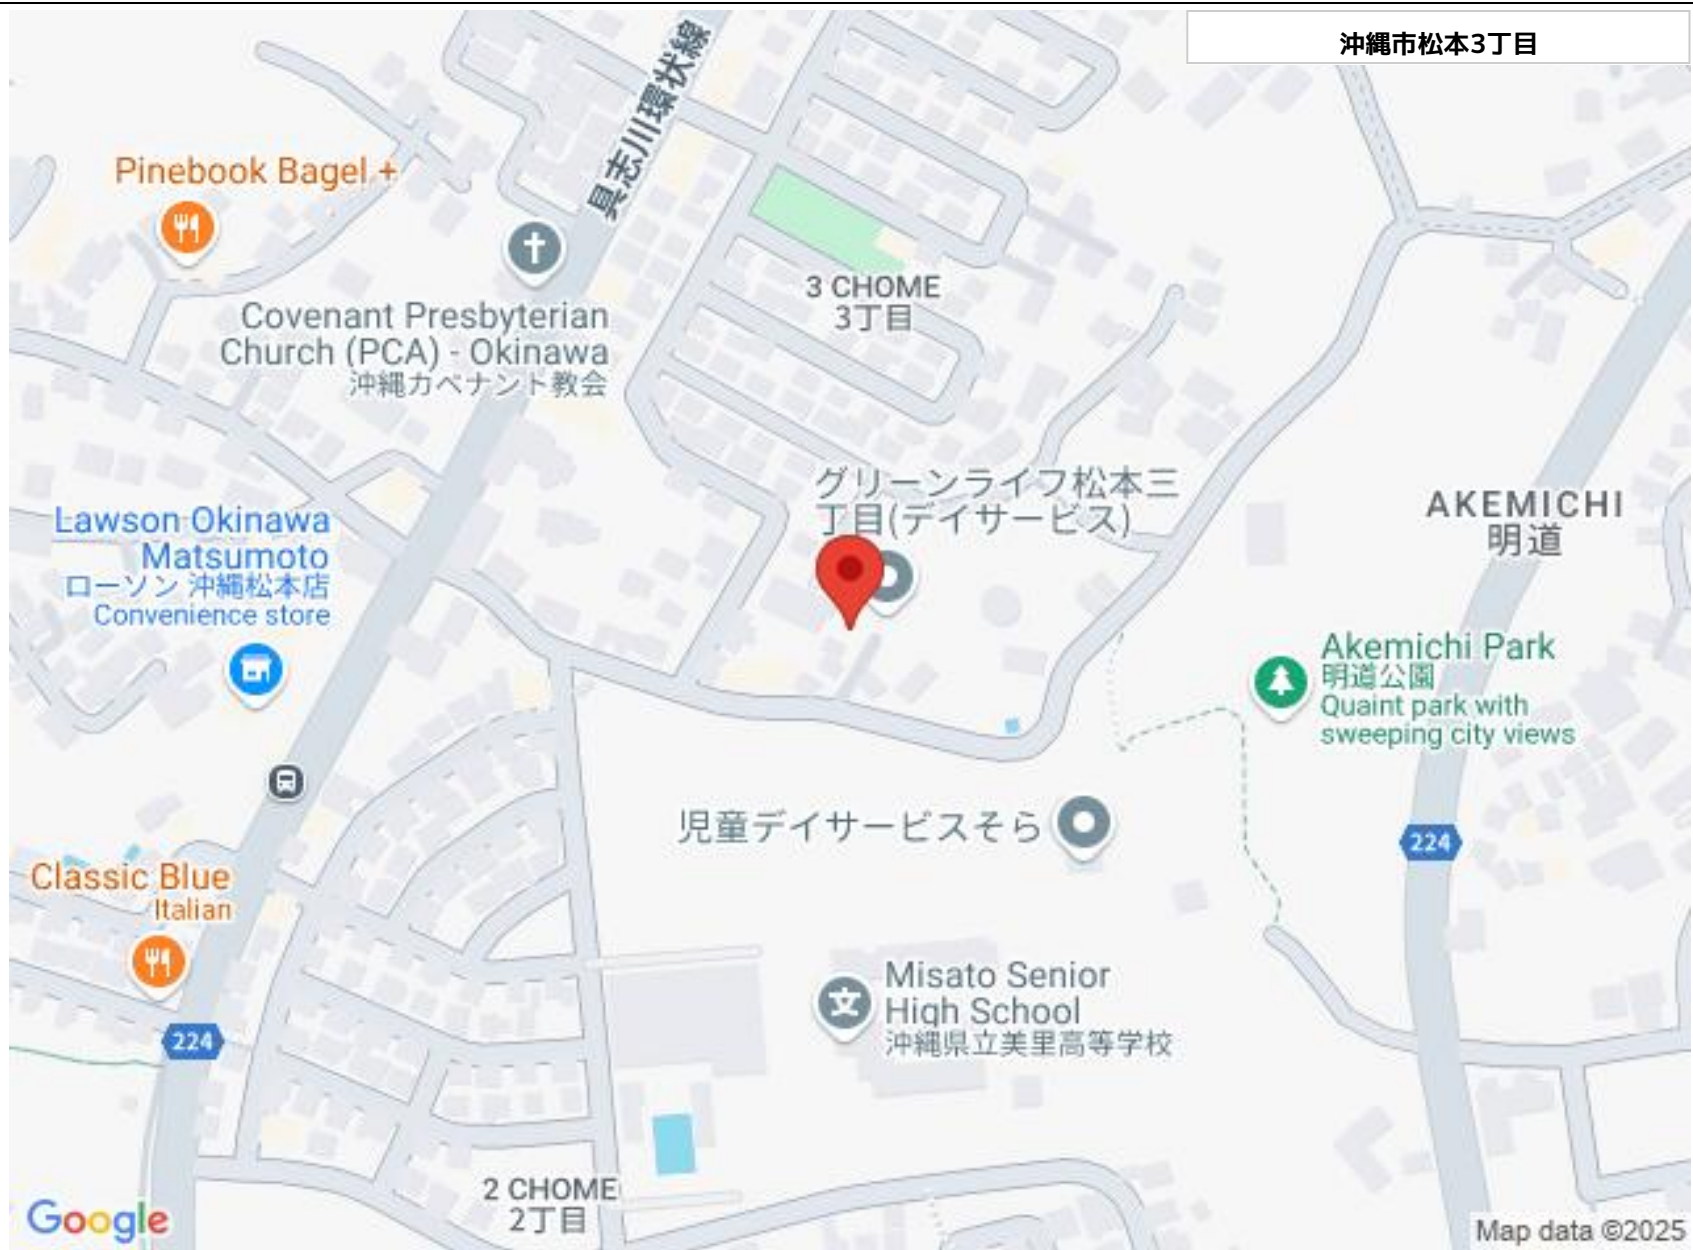 沖縄市松本3丁目
具志川環状線
Pinebook Bagel +
Covenant Presbyterian
Church (PCA) - Okinawa
沖縄カベナント教会
3 CHOME
3丁目
グリーンライフ松本三
丁目(デイサービス)
AKEMICHI
明道
Lawson Okinawa
Matsumoto
ローソン 沖縄松本店
Convenience store
Akemichi Park
明道公園
Quaint park with
sweeping city views
児童デイサービスそら
224
Classic Blue
Italian
文
Misato Senior
High School
沖縄県立美里高等学校
224
2 CHOME
2丁目
Google
Map data ©2025